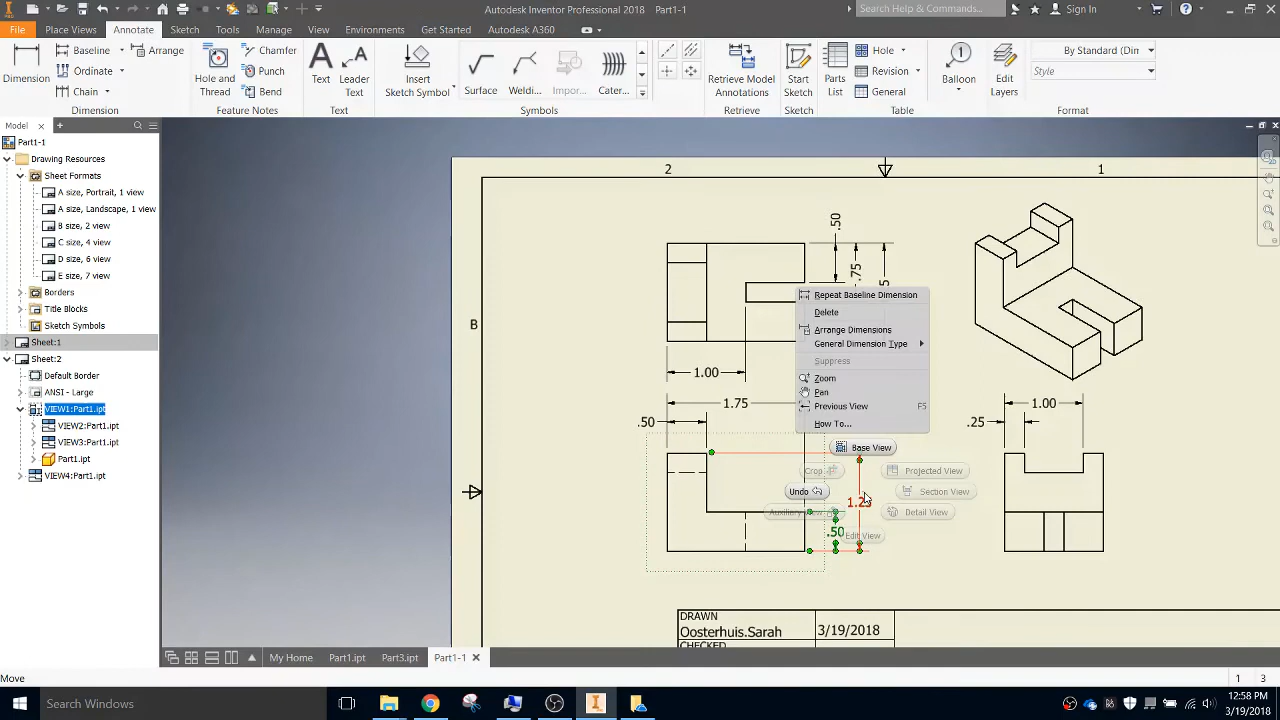 Autodesk Inventor Professional 2018 Part1-1
Search Help & Commands...
Sign In
File
Place Views
Annotate
Sketch
Tools
Manage
View
Environments
Get Started
Autodesk A360
Dimension
Baseline
Arrange
Ordinate
Chain
Hole and Thread
Chamfer
Punch
Bend
Text
Leader Text
Insert Sketch Symbol
Surface
Weldi...
Impor...
Cater...
Retrieve Model Annotations
Start Sketch
Parts List
Hole
Revision
General
Balloon
Edit Layers
By Standard (Dim
Style
Dimension
Feature Notes
Text
Symbols
Retrieve
Sketch
Table
Format
Model
Part1-1
Drawing Resources
Sheet Formats
A size, Portrait, 1 view
A size, Landscape, 1 view
B size, 2 view
C size, 4 view
D size, 6 view
E size, 7 view
Borders
Title Blocks
Sketch Symbols
Sheet:1
Sheet:2
Default Border
ANSI - Large
VIEW1:Part1.ipt
VIEW2:Part1.ipt
VIEW3:Part1.ipt
Part1.ipt
VIEW4:Part1.ipt
2
1
B
.50
.75
5
1.00
1.75
.50
1.00
.25
1.25
.50
Repeat Baseline Dimension
Delete
Arrange Dimensions
General Dimension Type
Suppress
Zoom
Pan
Previous View F5
How To...
Base View
Crop
Projected View
Undo
Section View
Auxiliary View
Detail View
Edit View
DRAWN
Oosterhuis.Sarah
3/19/2018
CHECKED
My Home
Part1.ipt
Part3.ipt
Part1-1
Move
1
3
Search Windows
12:58 PM
3/19/2018